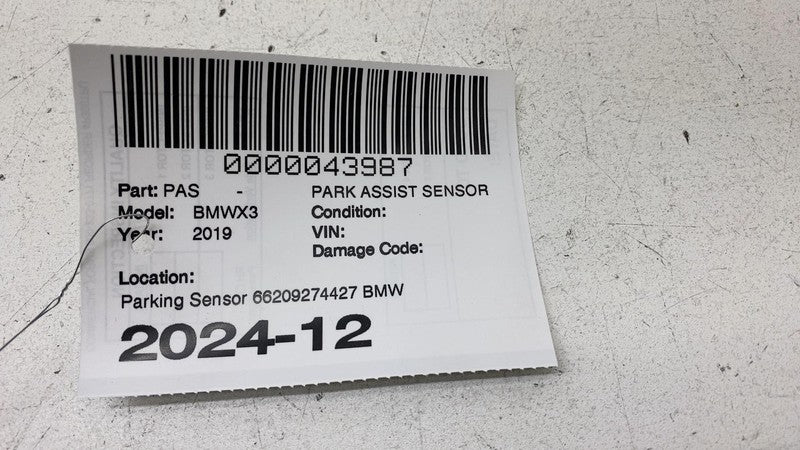 0000043987
Part: PAS - PARK ASSIST SENSOR
Model: BMWX3 Condition:
Year: 2019 VIN:
Damage Code:
Location:
Parking Sensor 66209274427 BMW
2024-12